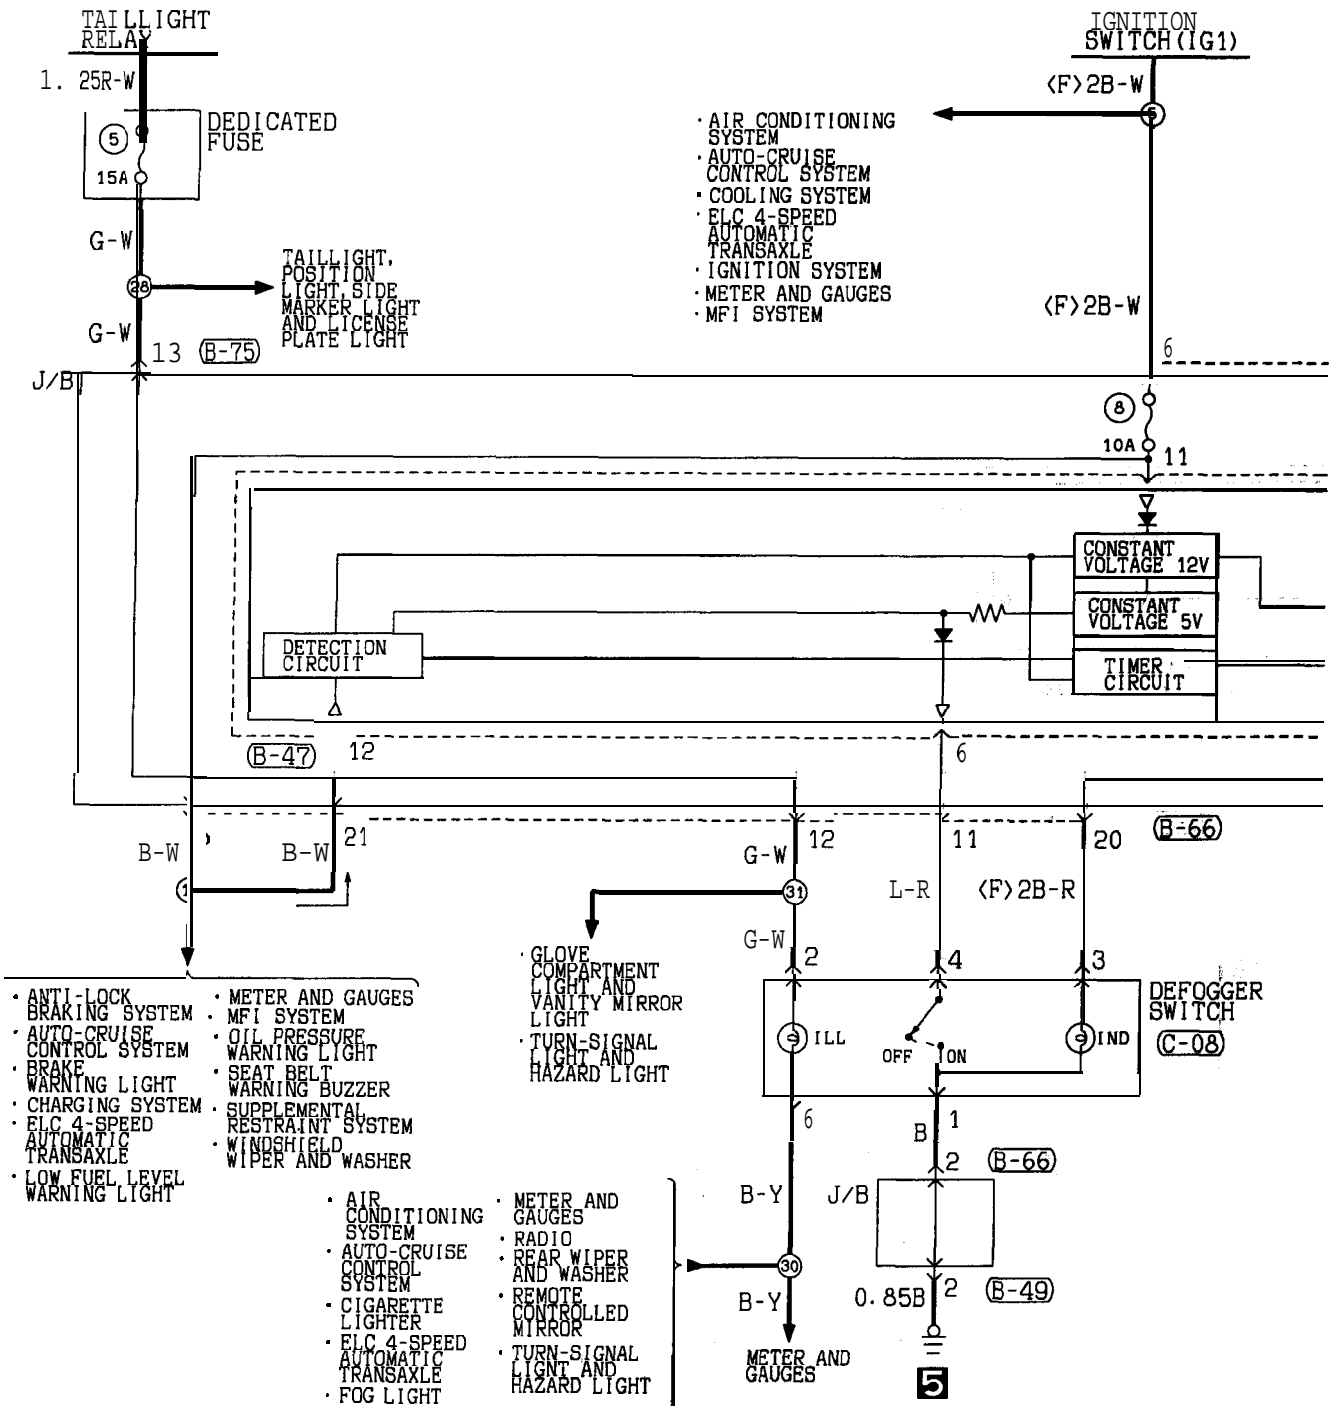 TAILLIGHT
RELAY
1. 25R-W
DEDICATED
FUSE
5
15A
G-W
28
TAILLIGHT,
POSITION
LIGHT, SIDE
MARKER LIGHT
AND LICENSE
PLATE LIGHT
G-W
13 (B-75)
J/B
IGNITION
SWITCH(IG1)
(F)2B-W
5
· AIR CONDITIONING
SYSTEM
· AUTO-CRUISE
CONTROL SYSTEM
· COOLING SYSTEM
· ELC 4-SPEED
AUTOMATIC
TRANSAXLE
· IGNITION SYSTEM
· METER AND GAUGES
· MFI SYSTEM
(F)2B-W
6
8
10A
11
CONSTANT
VOLTAGE 12V
CONSTANT
VOLTAGE 5V
DETECTION
CIRCUIT
TIMER
CIRCUIT
(B-47) 12
6
21
12
11
20
(B-66)
B-W
B-W
1
G-W
31
L-R
(F)2B-R
G-W
2
4
3
· GLOVE
COMPARTMENT
LIGHT AND
VANITY MIRROR
LIGHT
· TURN-SIGNAL
LIGHT AND
HAZARD LIGHT
DEFOGGER
SWITCH
(C-08)
ILL
OFF
ON
IND
· ANTI-LOCK
BRAKING SYSTEM
· AUTO-CRUISE
CONTROL SYSTEM
· BRAKE
WARNING LIGHT
· CHARGING SYSTEM
· ELC 4-SPEED
AUTOMATIC
TRANSAXLE
· LOW FUEL LEVEL
WARNING LIGHT
· METER AND GAUGES
· MFI SYSTEM
· OIL PRESSURE
WARNING LIGHT
· SEAT BELT
WARNING BUZZER
· SUPPLEMENTAL
RESTRAINT SYSTEM
· WINDSHIELD
WIPER AND WASHER
6
1
B
2 (B-66)
J/B
B-Y
30
B-Y
0.85B
2 (B-49)
5
· AIR
CONDITIONING
SYSTEM
· AUTO-CRUISE
CONTROL
SYSTEM
· CIGARETTE
LIGHTER
· ELC 4-SPEED
AUTOMATIC
TRANSAXLE
· FOG LIGHT
· METER AND
GAUGES
· RADIO
· REAR WIPER
AND WASHER
· REMOTE
CONTROLLED
MIRROR
· TURN-SIGNAL
LIGNT AND
HAZARD LIGHT
METER AND
GAUGES